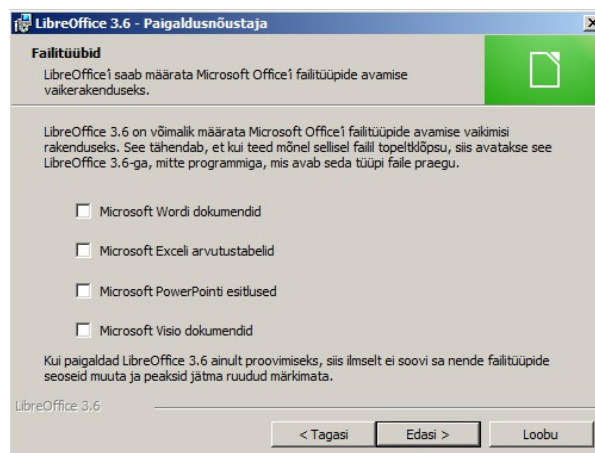 LibreOffice 3.6 - Paigaldusnõustaja
Failitüübid
LibreOffice'i saab määrata Microsoft Office'i failitüüpide avamise
vaikerakenduseks.
LibreOffice 3.6 on võimalik määrata Microsoft Office'i failitüüpide avamise vaikimisi
rakenduseks. See tähendab, et kui teed mõnel sellisel failil topeltklõpsu, siis avatakse see
LibreOffice 3.6-ga, mitte programmiga, mis avab seda tüüpi faile praegu.
Microsoft Wordi dokumendid
Microsoft Exceli arvutustabelid
Microsoft PowerPointi esitlused
Microsoft Visio dokumendid
Kui paigaldad LibreOffice 3.6 ainult proovimiseks, siis ilmselt ei soovi sa nende failitüüpide
seoseid muuta ja peaksid jätma ruudud märkimata.
LibreOffice 3.6
< Tagasi
Edasi >
Loobu